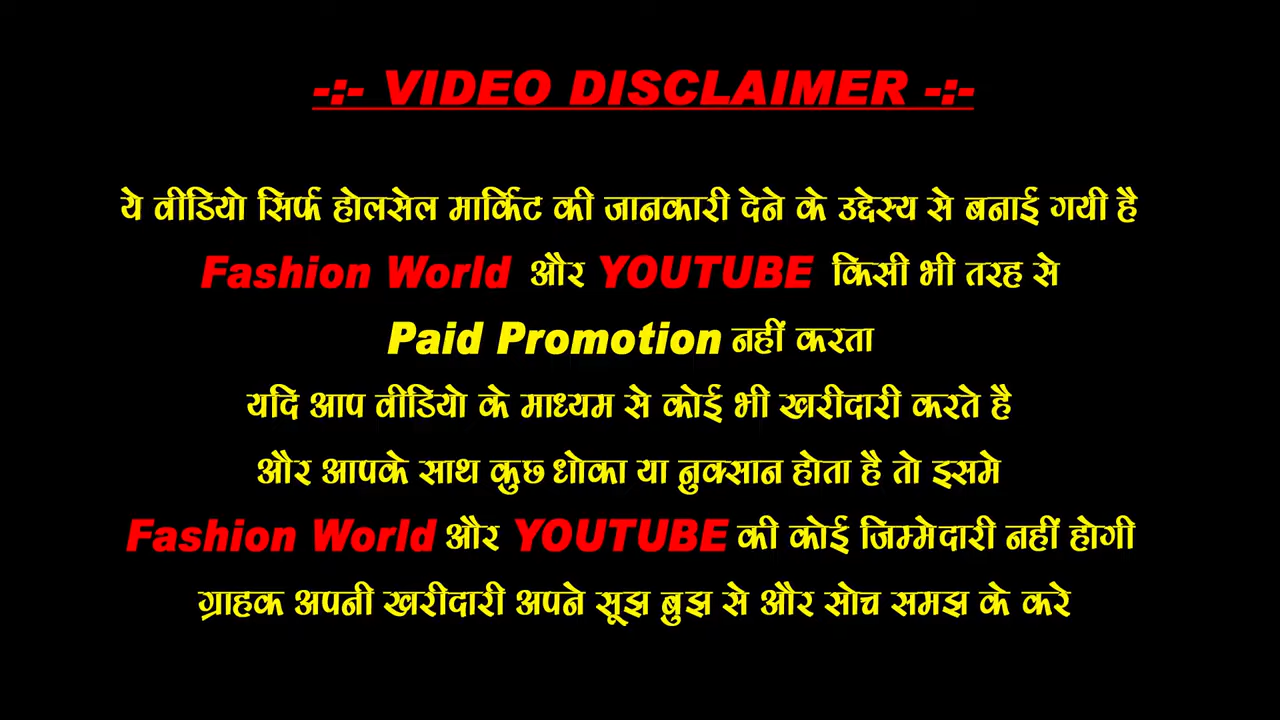 -:- VIDEO DISCLAIMER -:-
ये वीडियो सिर्फ होलसेल मार्किट की जानकारी देने के उद्देस्य से बनाई गयी है
Fashion World और YOUTUBE किसी भी तरह से
Paid Promotion नहीं करता
यदि आप वीडियो के माध्यम से कोई भी खरीदारी करते है
और आपके साथ कुछ धोका या नुक्सान होता है तो इसमे
Fashion World और YOUTUBE की कोई जिम्मेदारी नहीं होगी
ग्राहक अपनी खरीदारी अपने सूझ बुझ से और सोच समझ के करे